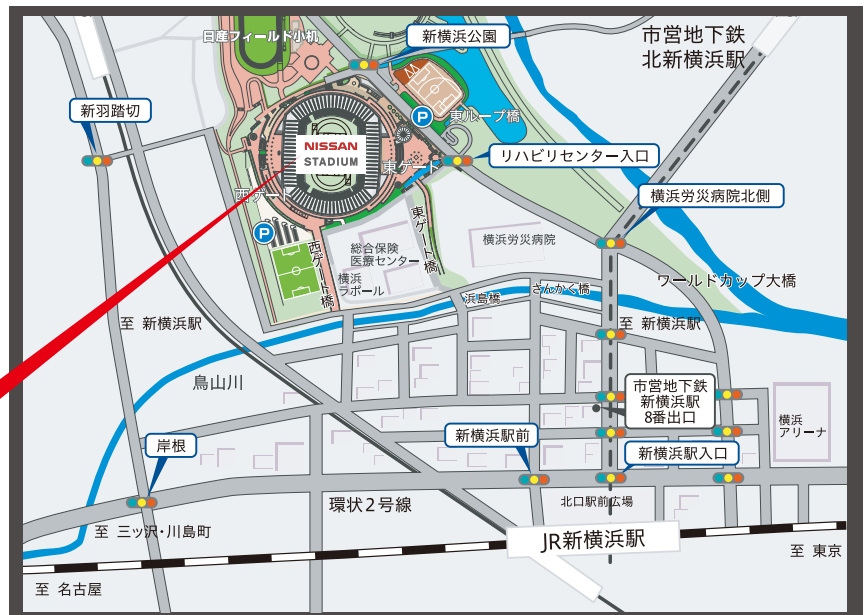 日産フィールド小机
新横浜公園
市営地下鉄
北新横浜駅
新羽踏切
P
東ループ橋
NISSAN
STADIUM
東ゲート
リハビリセンター入口
西ゲート
横浜労災病院北側
P
東ゲート橋
西ゲート橋
総合保険
医療センター
横浜労災病院
横浜
ラポール
ワールドカップ大橋
さんかく橋
浜島橋
至 新横浜駅
至 新横浜駅
鳥山川
市営地下鉄
新横浜駅
8番出口
横浜
アリーナ
岸根
新横浜駅前
新横浜駅入口
環状2号線
北口駅前広場
至 三ッ沢・川島町
JR新横浜駅
至 東京
至 名古屋